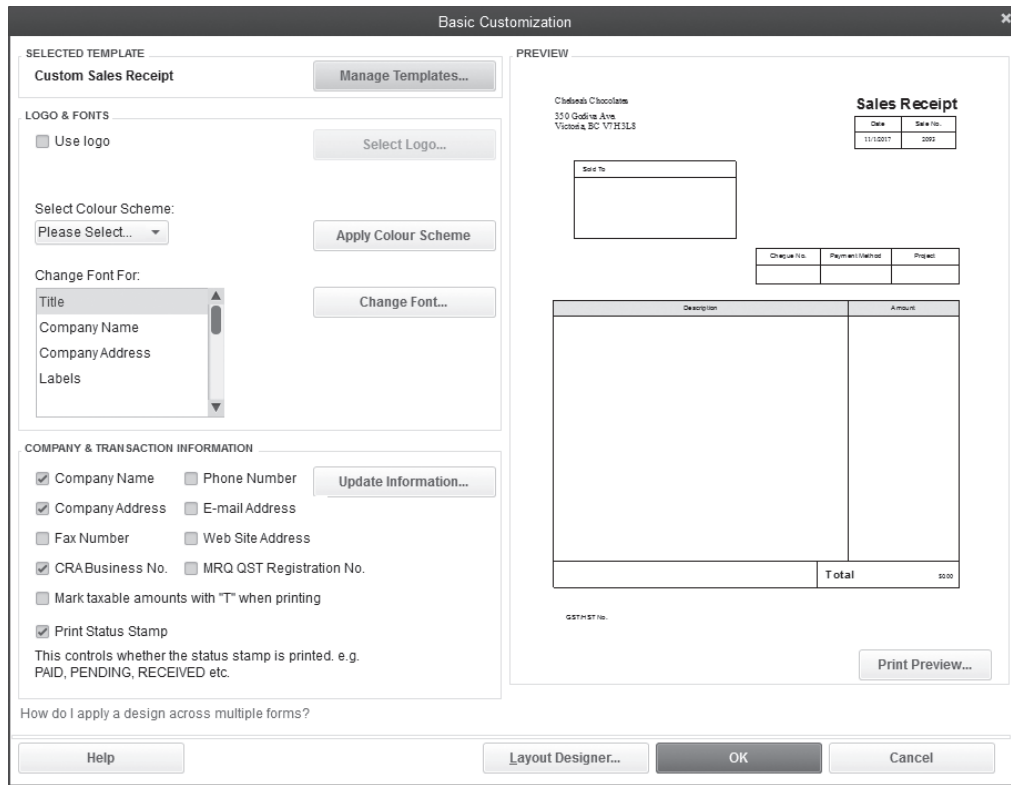 Basic Customization
SELECTED TEMPLATE
Custom Sales Receipt
Manage Templates...
LOGO & FONTS
Use logo
Select Logo...
Select Colour Scheme:
Please Select...
Apply Colour Scheme
Change Font For:
Title
Company Name
Company Address
Labels
Change Font...
COMPANY & TRANSACTION INFORMATION
Company Name
Phone Number
Update Information...
Company Address
E-mail Address
Fax Number
Web Site Address
CRA Business No.
MRQ QST Registration No.
Mark taxable amounts with "T" when printing
Print Status Stamp
This controls whether the status stamp is printed. e.g.
PAID, PENDING, RECEIVED etc.
How do I apply a design across multiple forms?
PREVIEW
Chelsea's Chocolates
350 Godiva Ave
Victoria, BC V7H3L8
Sales Receipt
Date
Sale No.
11/1/2017
2093
Sold To
Cheque No.
Payment Method
Project
Description
Amount
Total
$0.00
GST/HST No.
Print Preview...
Help
Layout Designer...
OK
Cancel